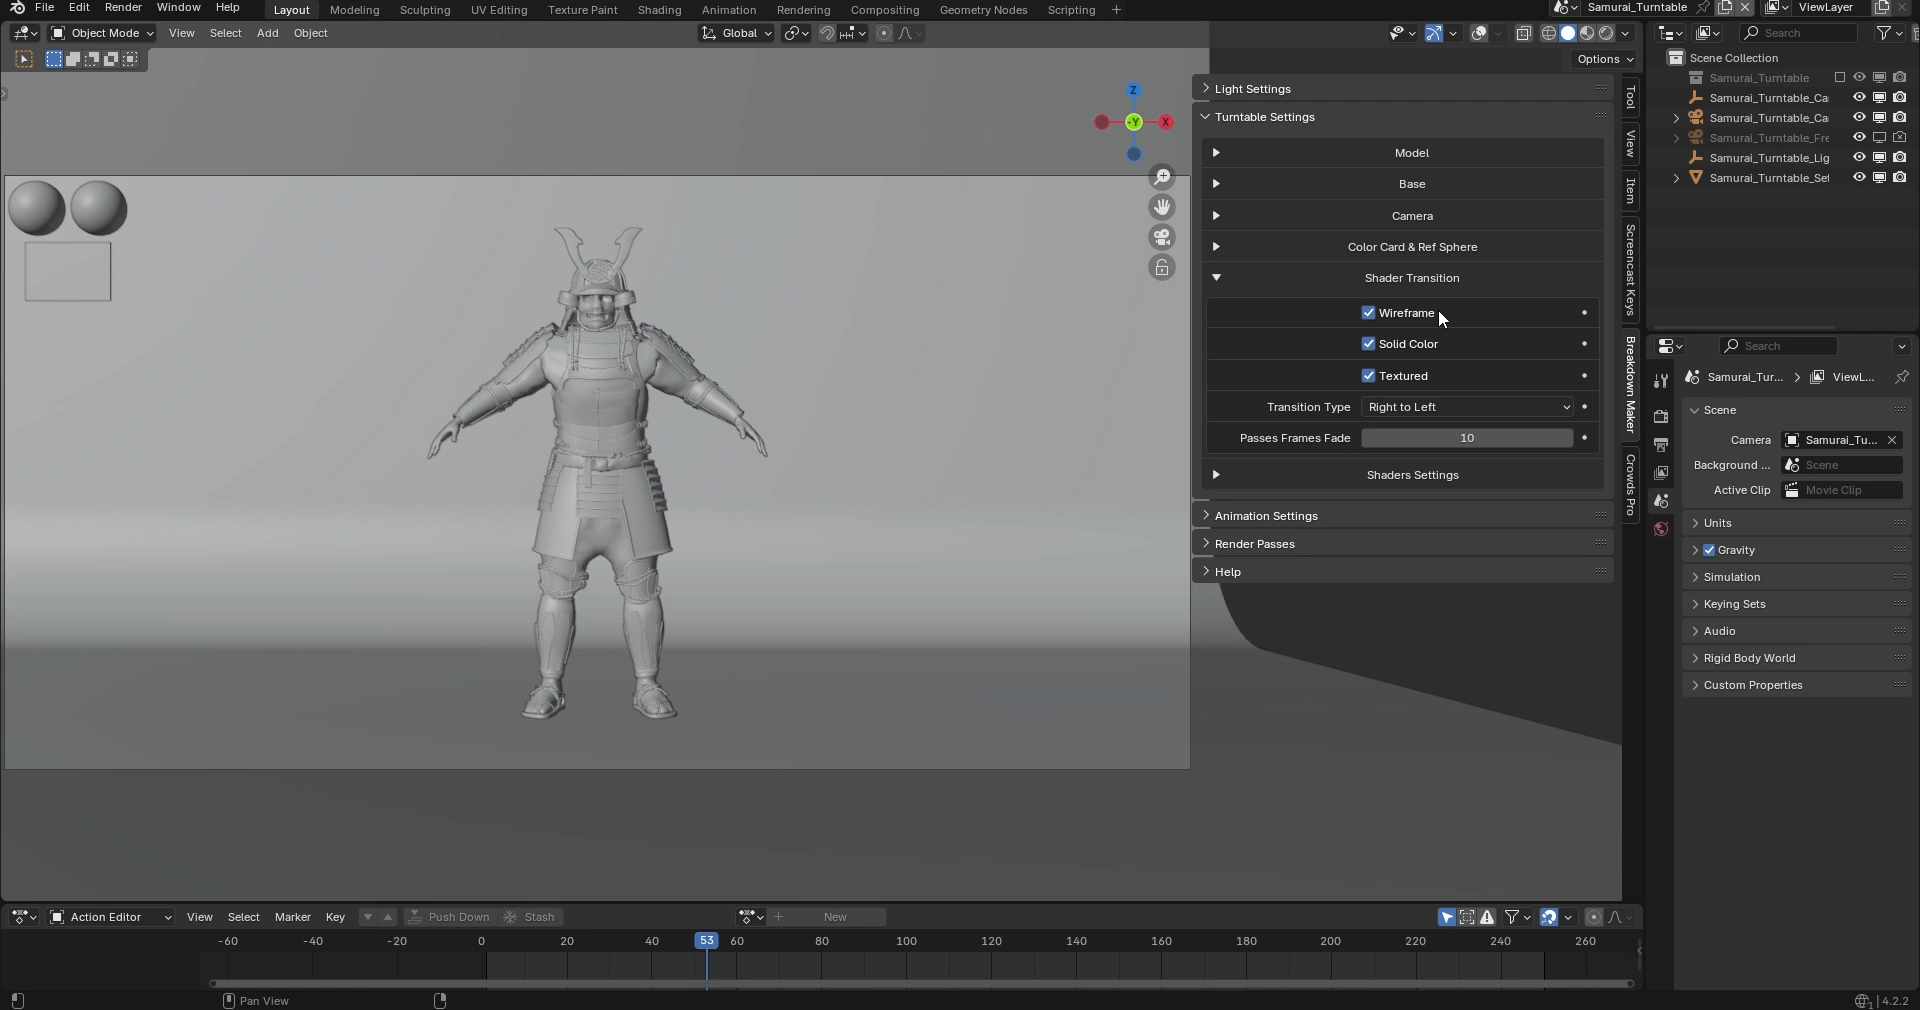 File Edit Render Window Help Layout Modeling Sculpting UV Editing Texture Paint Shading Animation Rendering Compositing Geometry Nodes Scripting + Samurai_Turntable ViewLayer
Object Mode View Select Add Object Global Search
Options
Z
-Y X
Light Settings
Turntable Settings
Model
Base
Camera
Color Card & Ref Sphere
Shader Transition
Wireframe
Solid Color
Textured
Transition Type Right to Left
Passes Frames Fade 10
Shaders Settings
Animation Settings
Render Passes
Help
Tool
View
Item
Screencast Keys
Breakdown Maker
Crowds Pro
Scene Collection
Samurai_Turntable
Samurai_Turntable_Ca
Samurai_Turntable_Ca
Samurai_Turntable_Fre
Samurai_Turntable_Lig
Samurai_Turntable_Set
Search
Samurai_Tur... ViewL...
Scene
Camera Samurai_Tu...
Background ... Scene
Active Clip Movie Clip
Units
Gravity
Simulation
Keying Sets
Audio
Rigid Body World
Custom Properties
Action Editor View Select Marker Key Push Down Stash + New
-60 -40 -20 0 20 40 53 60 80 100 120 140 160 180 200 220 240 260
Pan View 4.2.2